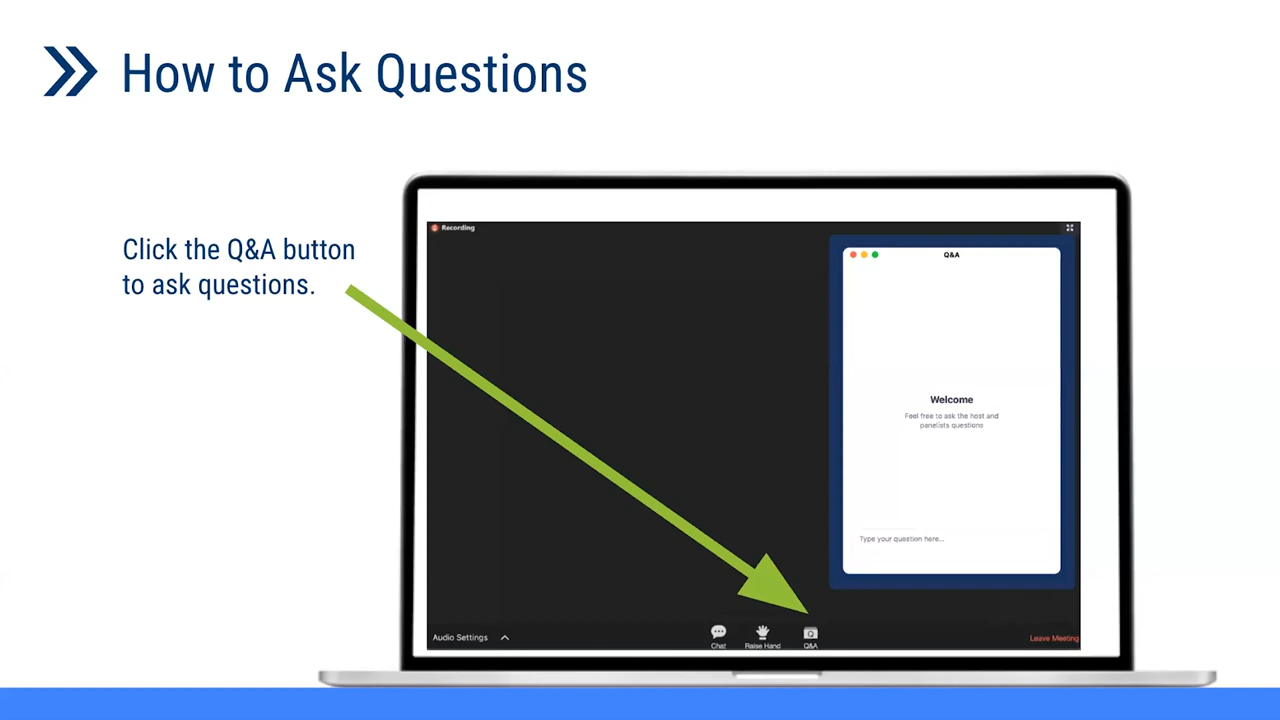 How to Ask Questions
Click the Q&A button
to ask questions.
Recording
Q&A
Welcome
Feel free to ask the host and
panelists questions
Type your question here...
Audio Settings
Chat
Raise Hand
Q&A
Leave Meeting